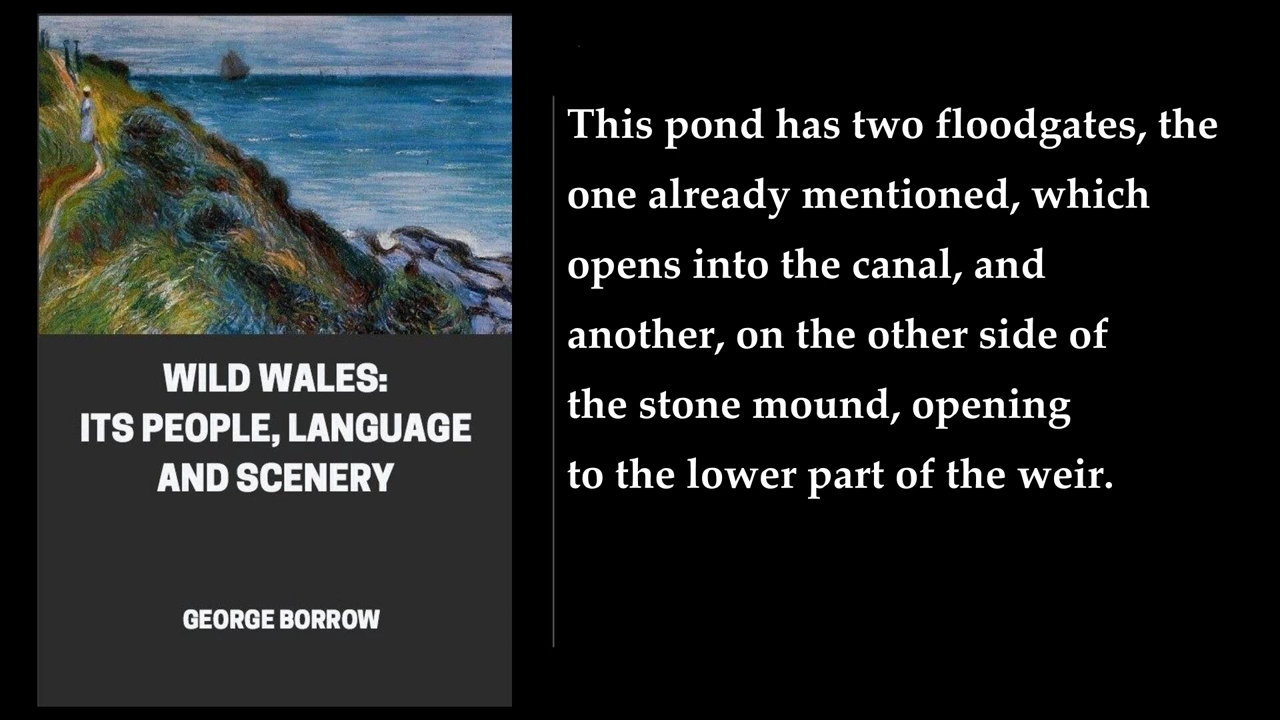 WILD WALES:
ITS PEOPLE, LANGUAGE
AND SCENERY
GEORGE BORROW
This pond has two floodgates, the
one already mentioned, which
opens into the canal, and
another, on the other side of
the stone mound, opening
to the lower part of the weir.